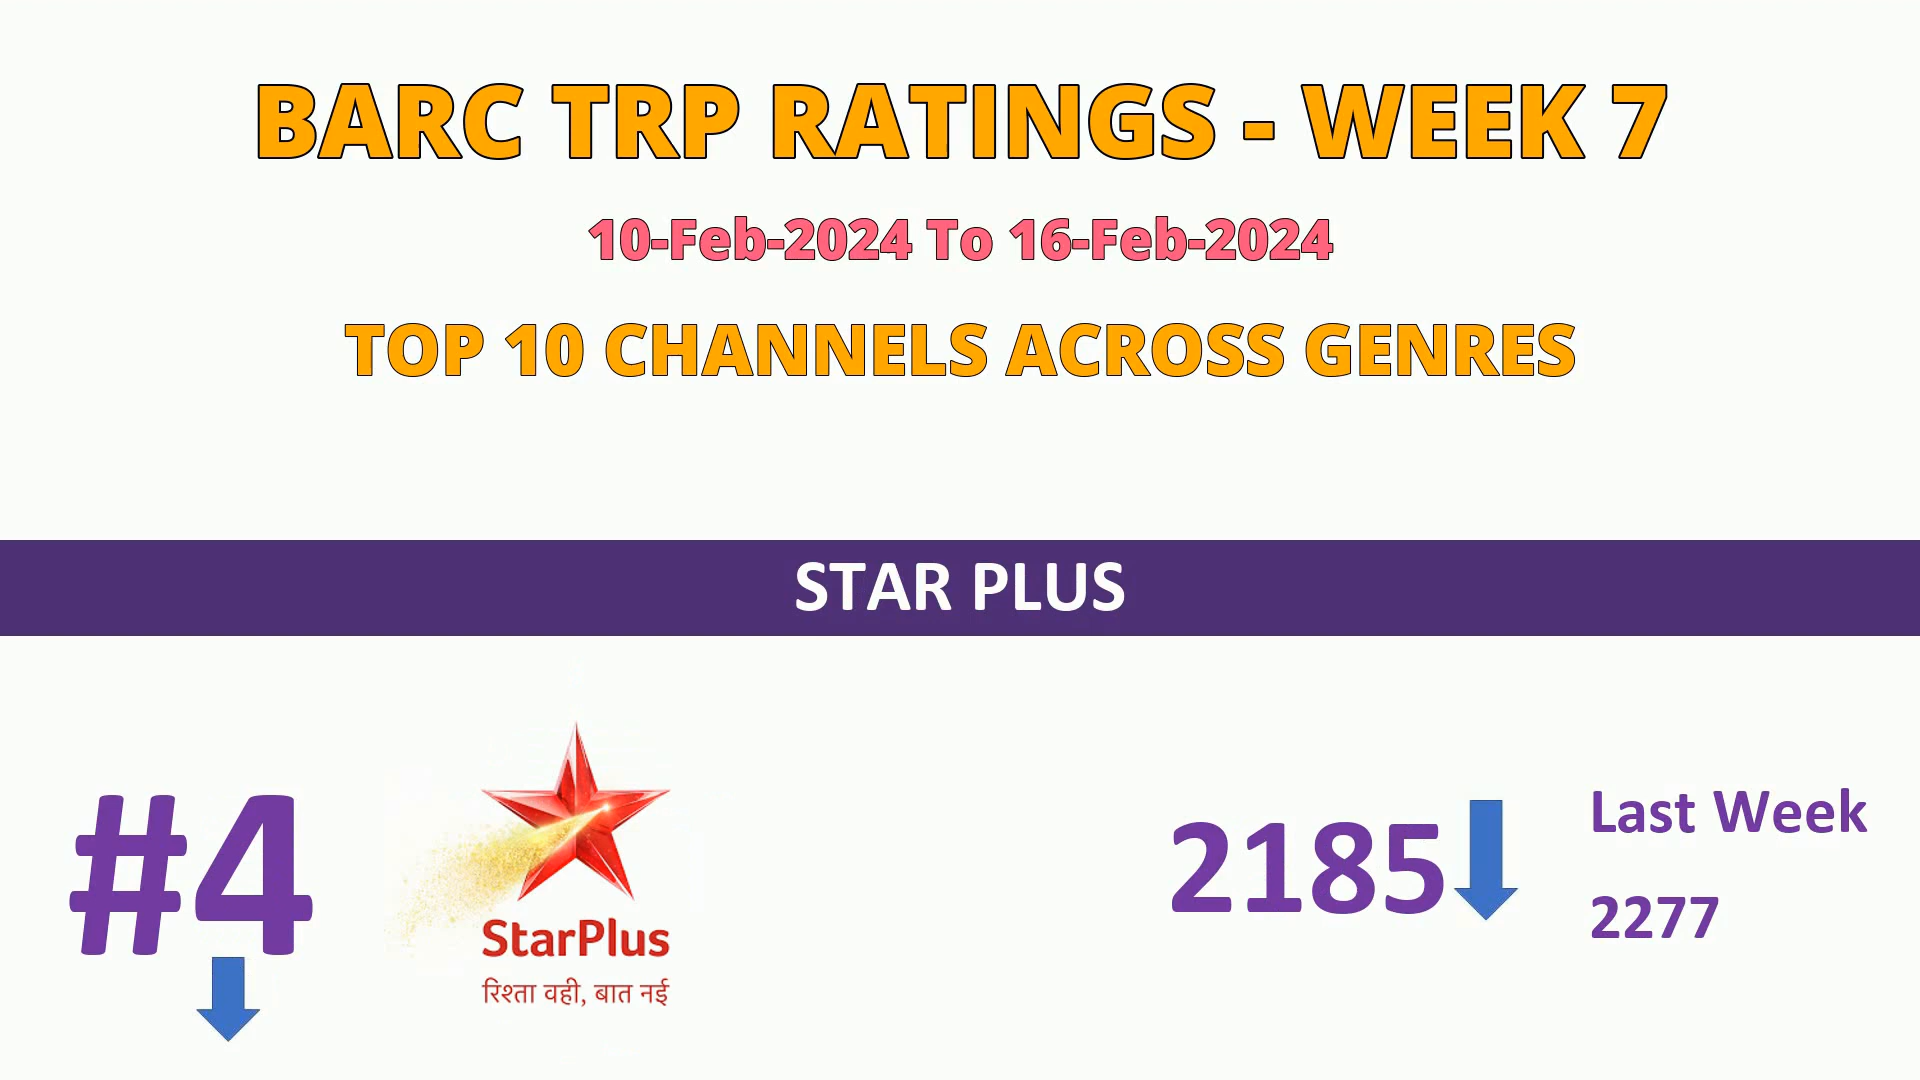 BARC TRP RATINGS - WEEK 7
10-Feb-2024 To 16-Feb-2024
TOP 10 CHANNELS ACROSS GENRES
STAR PLUS
#4
StarPlus
रिश्ता वही, बात नई
2185
Last Week
2277